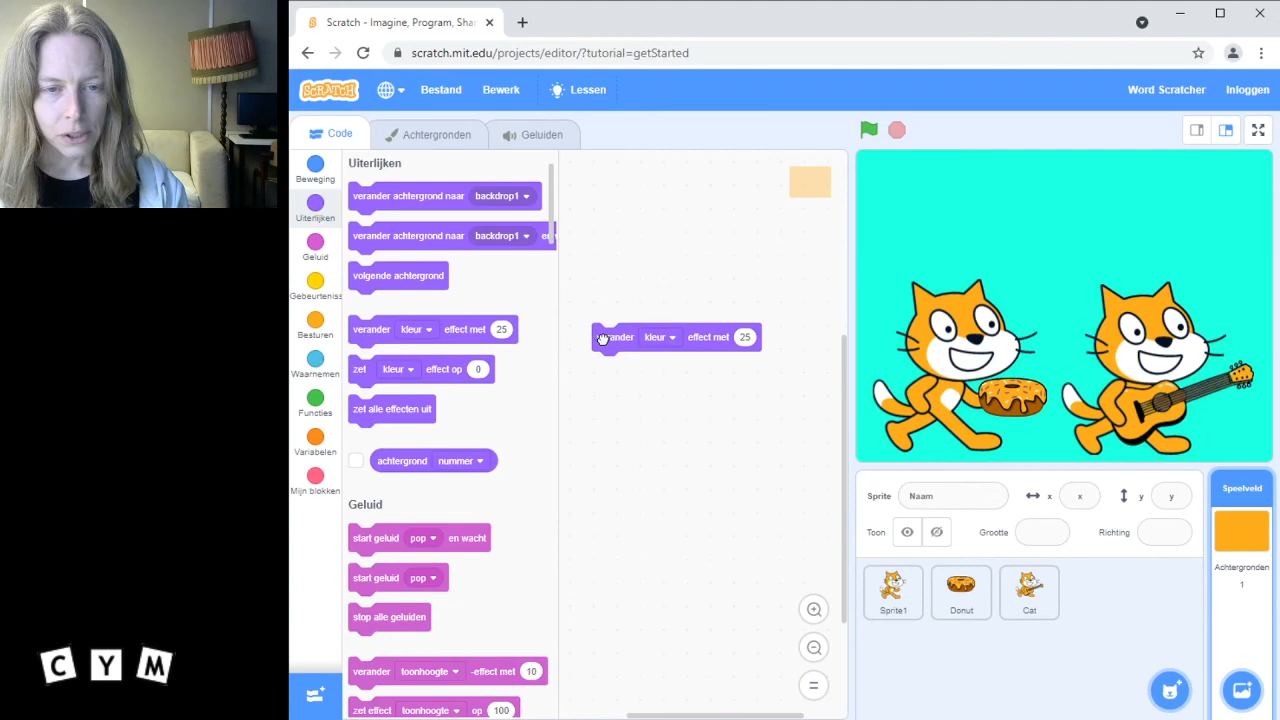 Scratch - Imagine, Program, Shar
scratch.mit.edu/projects/editor/?tutorial=getStarted
SCRATCH Bestand Bewerk Lessen Word Scratcher Inloggen
Code Achtergronden Geluiden
Beweging
Uiterlijken
Geluid
Gebeurteniss
Besturen
Waarnemen
Functies
Variabelen
Mijn blokken
Uiterlijken
verander achtergrond naar backdrop1
verander achtergrond naar backdrop1 en
volgende achtergrond
verander kleur effect met 25
zet kleur effect op 0
zet alle effecten uit
achtergrond nummer
Geluid
start geluid pop en wacht
start geluid pop
stop alle geluiden
verander toonhoogte -effect met 10
zet effect toonhoogte op 100
kleur effect met 25
Sprite Naam x x y y
Toon Grootte Richting
Sprite1 Donut Cat
Speelveld
Achtergronden
1
C Y M